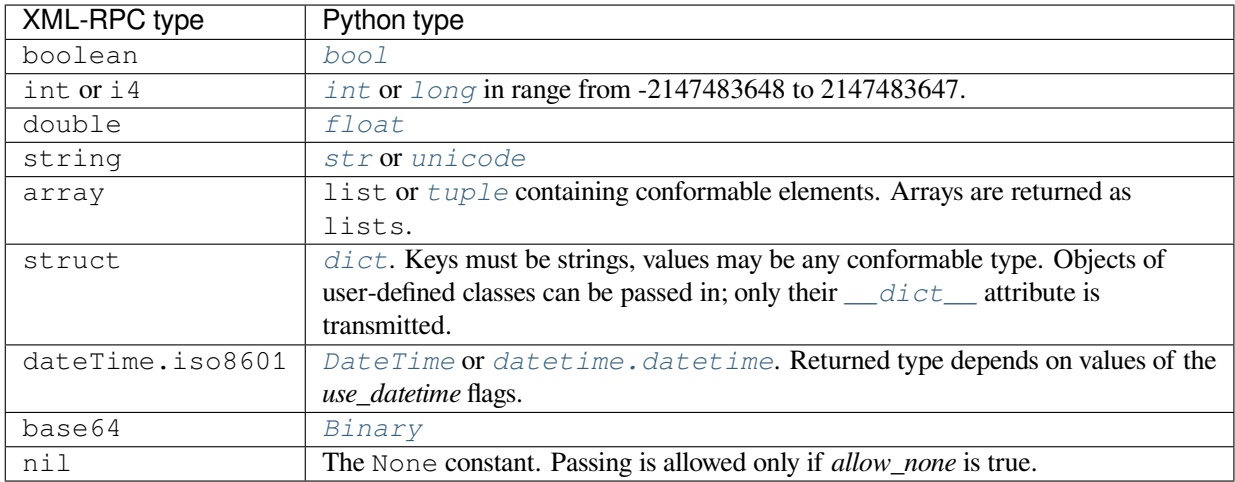 XML-RPC type Python type
boolean bool
int or i4 int or long in range from -2147483648 to 2147483647.
double float
string str or unicode
array list or tuple containing conformable elements. Arrays are returned as
lists.
struct dict. Keys must be strings, values may be any conformable type. Objects of
user-defined classes can be passed in; only their __dict__ attribute is
transmitted.
dateTime.iso8601 DateTime or datetime.datetime. Returned type depends on values of the
use_datetime flags.
base64 Binary
nil The None constant. Passing is allowed only if allow_none is true.